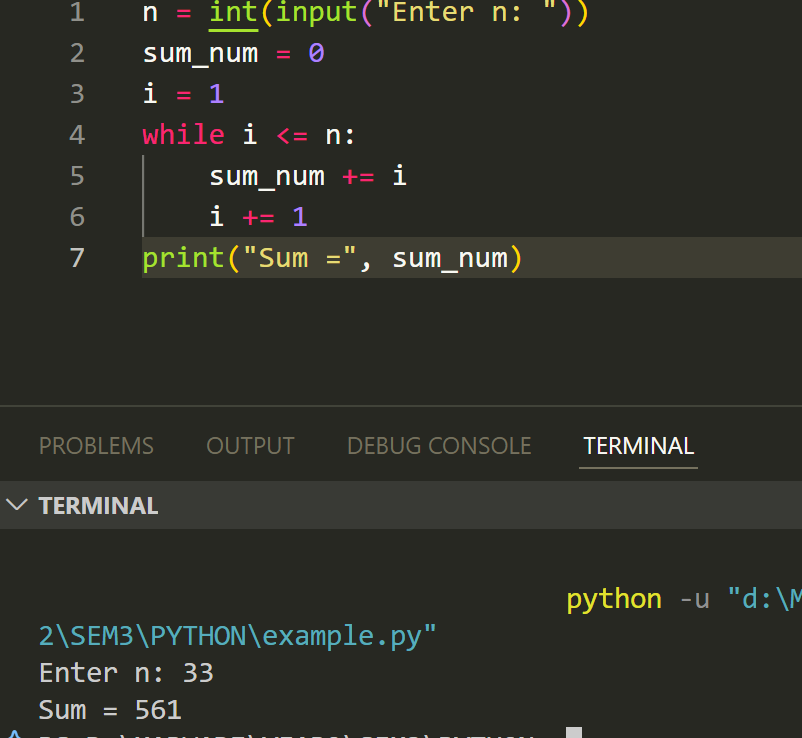 1 n = int(input("Enter n: "))
2 sum_num = 0
3 i = 1
4 while i <= n:
5 sum_num += i
6 i += 1
7 print("Sum =", sum_num)
PROBLEMS OUTPUT DEBUG CONSOLE TERMINAL
TERMINAL
python -u "d:\M
2\SEM3\PYTHON\example.py"
Enter n: 33
Sum = 561